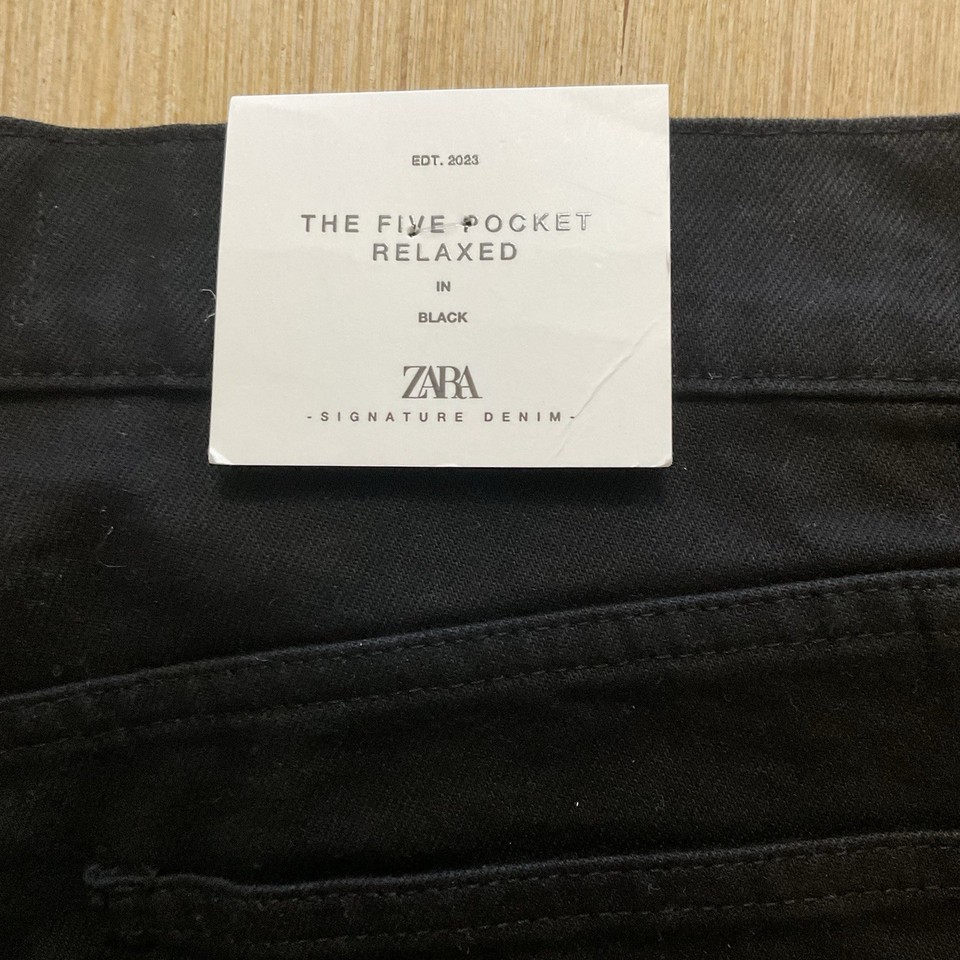 EDT. 2023
THE FIVE POCKET
RELAXED
IN
BLACK
ZARA
-SIGNATURE DENIM-